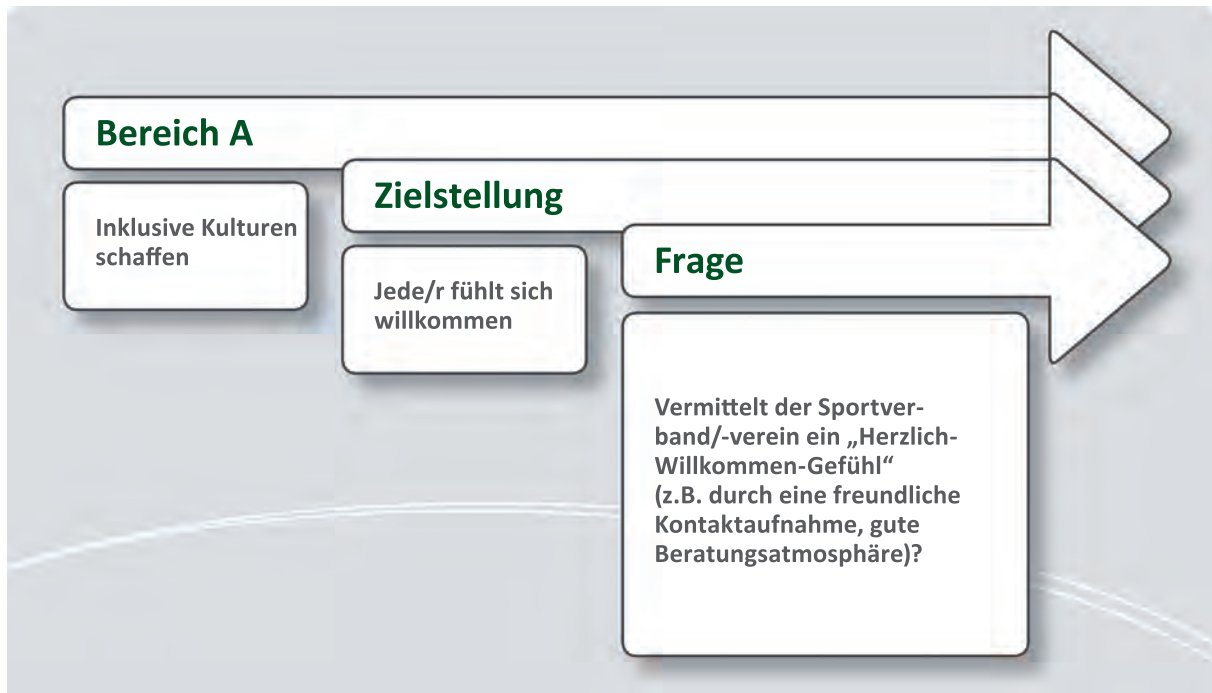 Bereich A
Inklusive Kulturen
schaffen
Zielstellung
Jede/r fühlt sich
willkommen
Frage
Vermittelt der Sportver-
band/-verein ein „Herzlich-
Willkommen-Gefühl“
(z.B. durch eine freundliche
Kontaktaufnahme, gute
Beratungsatmosphäre)?